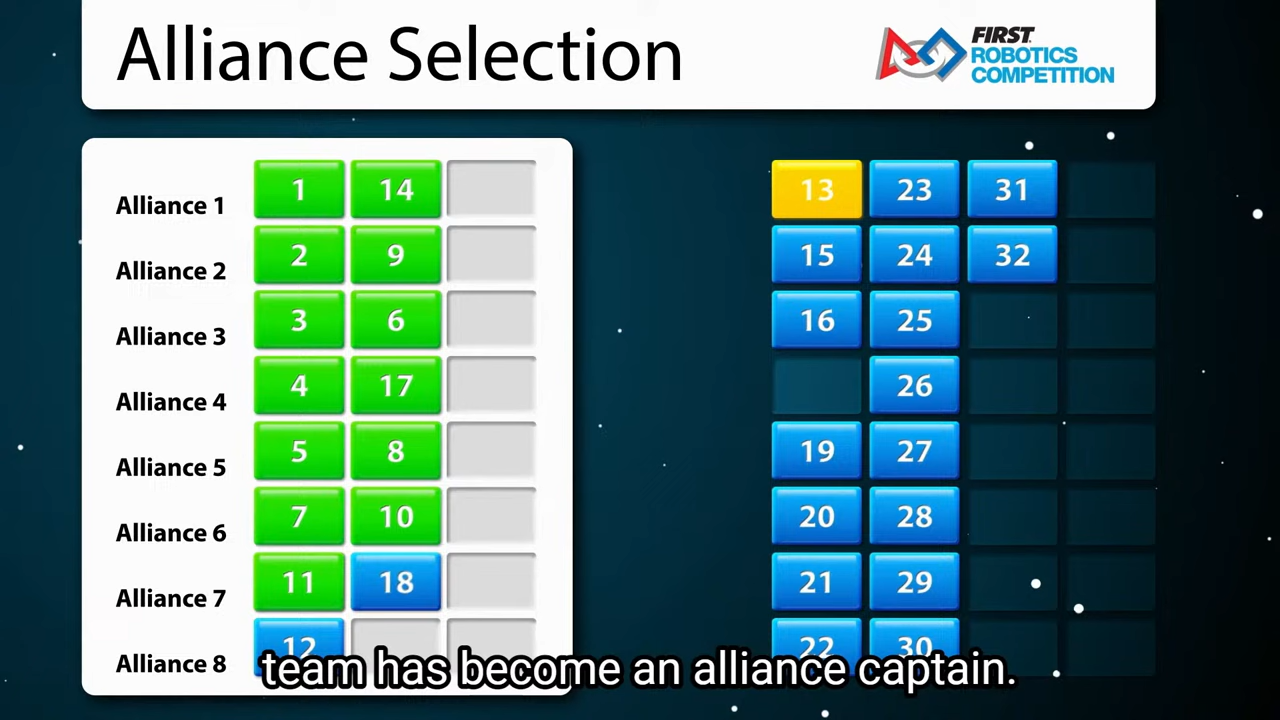 Alliance Selection
FIRST
ROBOTICS
COMPETITION
Alliance 1 1 14 13 23 31
Alliance 2 2 9 15 24 32
Alliance 3 3 6 16 25
Alliance 4 4 17 26
Alliance 5 5 8 19 27
Alliance 6 7 10 20 28
Alliance 7 11 18 21 29
Alliance 8 12 22 30
team has become an alliance captain.